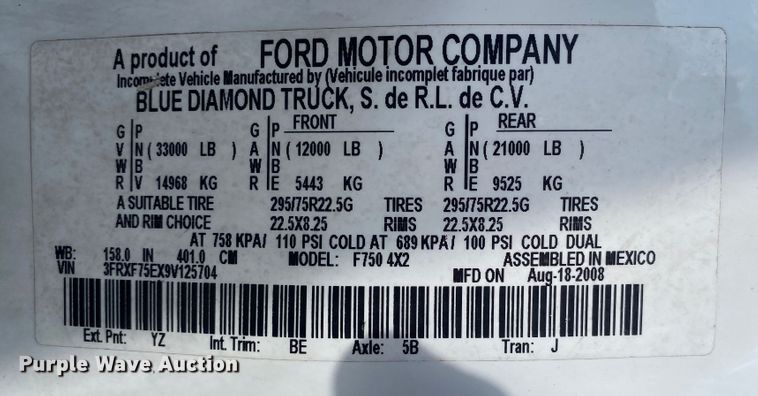 A product of FORD MOTOR COMPANY
Incomplete Vehicle Manufactured by (Vehicule incomplet fabrique par)
BLUE DIAMOND TRUCK, S. de R.L. de C.V.
FRONT REAR
G P G P G P
V N ( 33000 LB ) A N ( 12000 LB ) A N ( 21000 LB )
W B W B W B
R V 14968 KG R E 5443 KG R E 9525 KG
A SUITABLE TIRE 295/75R22.5G TIRES 295/75R22.5G TIRES
AND RIM CHOICE 22.5X8.25 RIMS 22.5X8.25 RIMS
AT 758 KPA/ 110 PSI COLD AT 689 KPA/ 100 PSI COLD DUAL
WB: 158.0 IN 401.0 CM MODEL: F750 4X2 ASSEMBLED IN MEXICO
VIN 3FRXF75EX9V125704 MFD ON Aug-18-2008
Ext. Pnt: YZ Int. Trim: BE Axle: 5B Tran: J
Purple Wave Auction